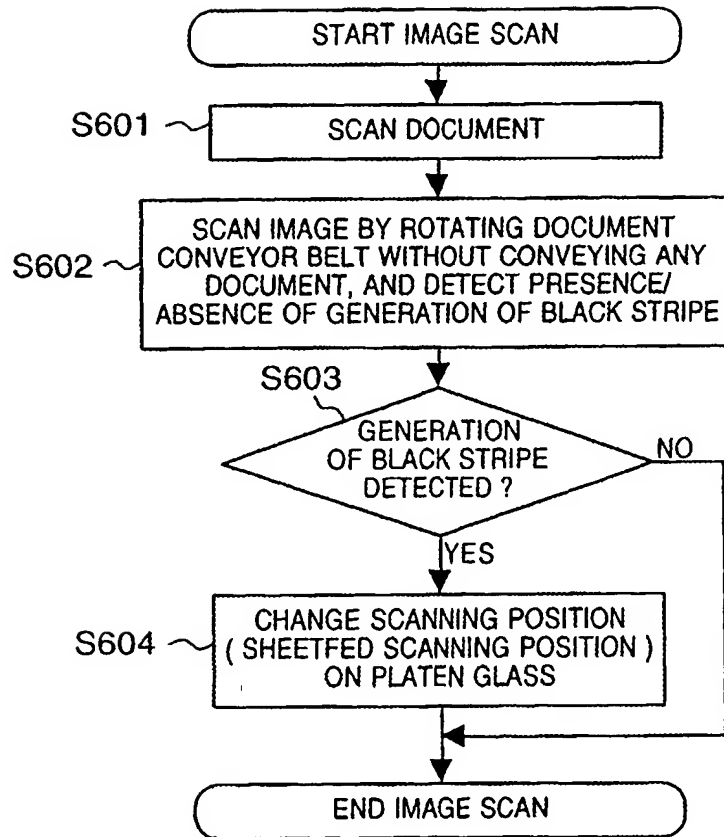 START IMAGE SCAN
S601
SCAN DOCUMENT
S602
SCAN IMAGE BY ROTATING DOCUMENT
CONVEYOR BELT WITHOUT CONVEYING ANY
DOCUMENT, AND DETECT PRESENCE/
ABSENCE OF GENERATION OF BLACK STRIPE
S603
GENERATION
OF BLACK STRIPE
DETECTED ?
NO
YES
S604
CHANGE SCANNING POSITION
( SHEETFED SCANNING POSITION )
ON PLATEN GLASS
END IMAGE SCAN